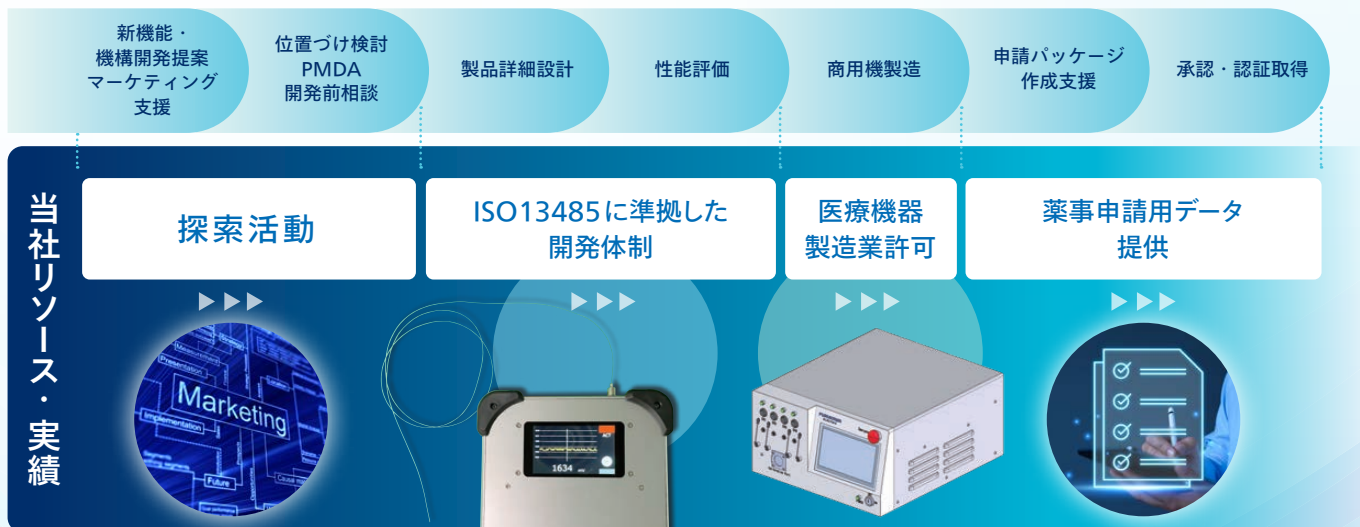 新機能・
機構開発提案
マーケティング
支援
位置づけ検討
PMDA
開発前相談
製品詳細設計
性能評価
商用機製造
申請パッケージ
作成支援
承認・認証取得
当社リソース・実績
探索活動
ISO13485に準拠した
開発体制
医療機器
製造業許可
薬事申請用データ
提供
Measurement
Presentation
Marketing
Implementation
Future
ACT
1634